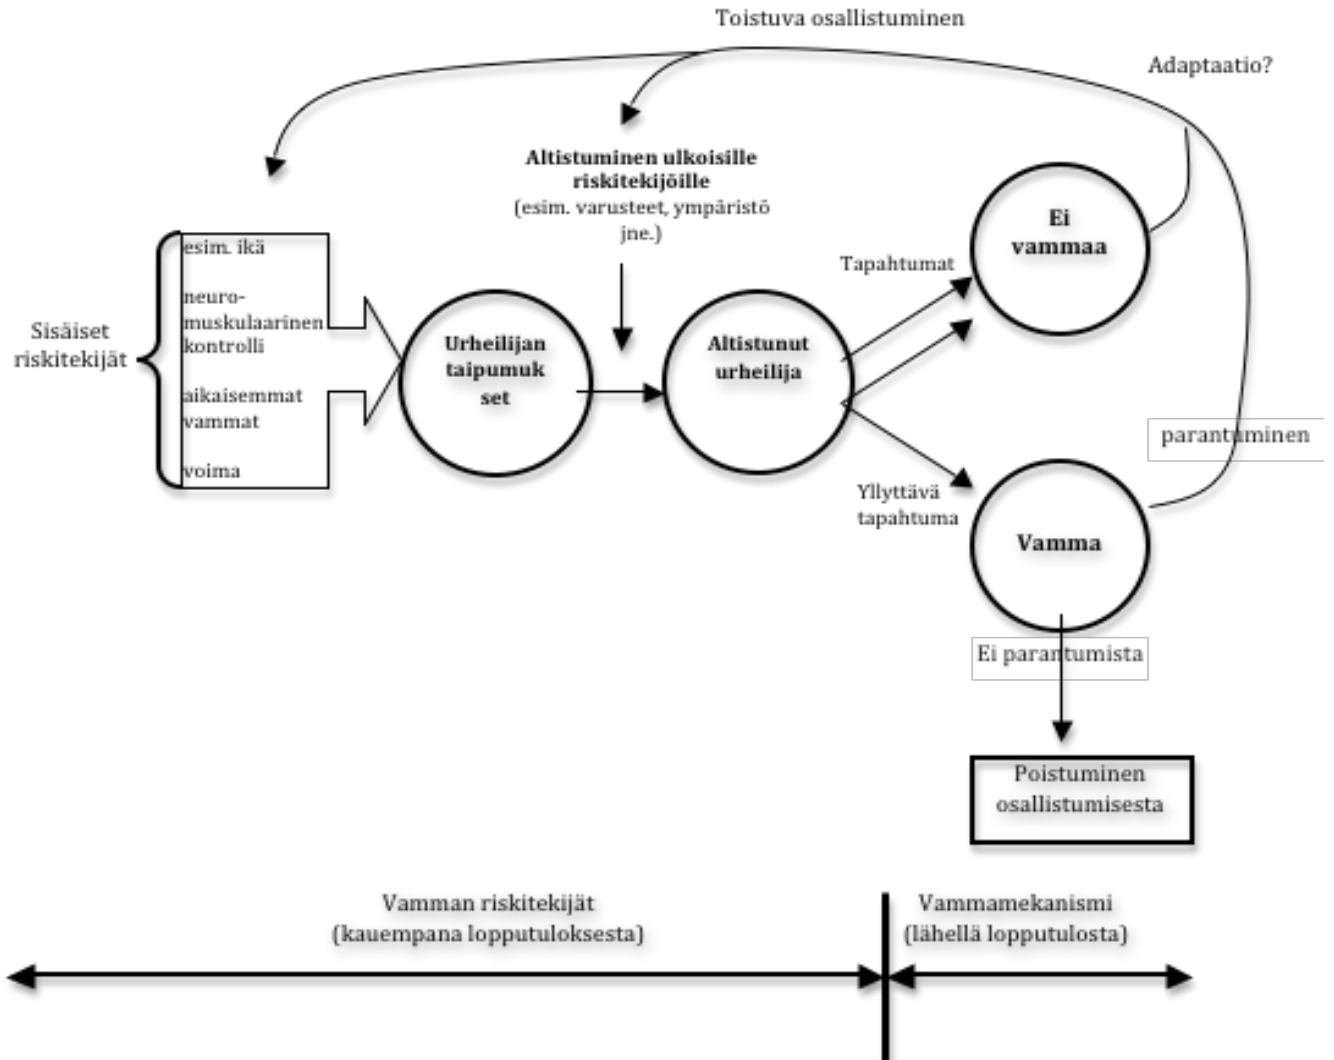 Toistuva osallistuminen
Adaptaatio?
Altistuminen ulkoisille
riskitekijöille
(esim. varusteet, ympäristö
jne.)
Ei
vammaa
Tapahtumat
esim. ikä
neuro-
muskulaarinen
kontrolli
aikaisemmat
vammat
voima
Sisäiset
riskitekijät
Urheilijan
taipumuk
set
Altistunut
urheilija
parantuminen
Yllyttävä
tapahtuma
Vamma
Ei parantumista
Poistuminen
osallistumisesta
Vamman riskitekijät
(kauempana lopputuloksesta)
Vammamekanismi
(lähellä lopputulosta)